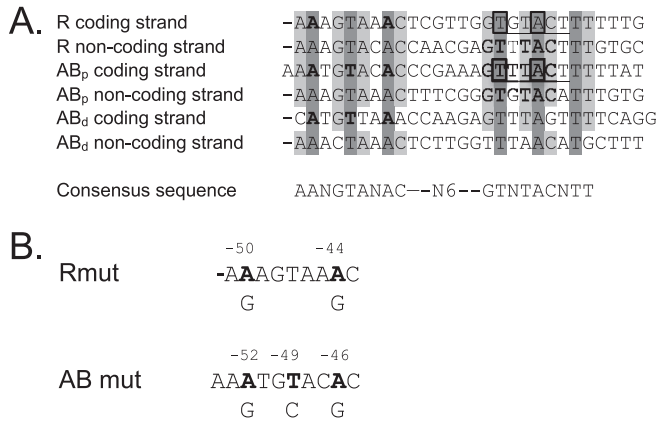 A.
R coding strand -AAAGTAAACTCGTTGGTGTACTTTTTTG
R non-coding strand -AAAGTACACCAACGAGTTTACTTTGTGC
ABp coding strand AAATGTACACCCGAAAGTTTACTTTTTAT
ABp non-coding strand -AAAGTAAACTTTCGGGTGTACATTTGTG
ABd coding strand -CATGTTAAACCAAGAGTTTAGTTTTCAGG
ABd non-coding strand -AAACTAAACTCTTGGTTTAACATGCTTT
Consensus sequence AANGTANAC—--N6--GTNTACNTT
B.
-50 -44
Rmut -AAAGTAAAC
G G
-52 -49 -46
AB mut AAATGTACAC
G C G